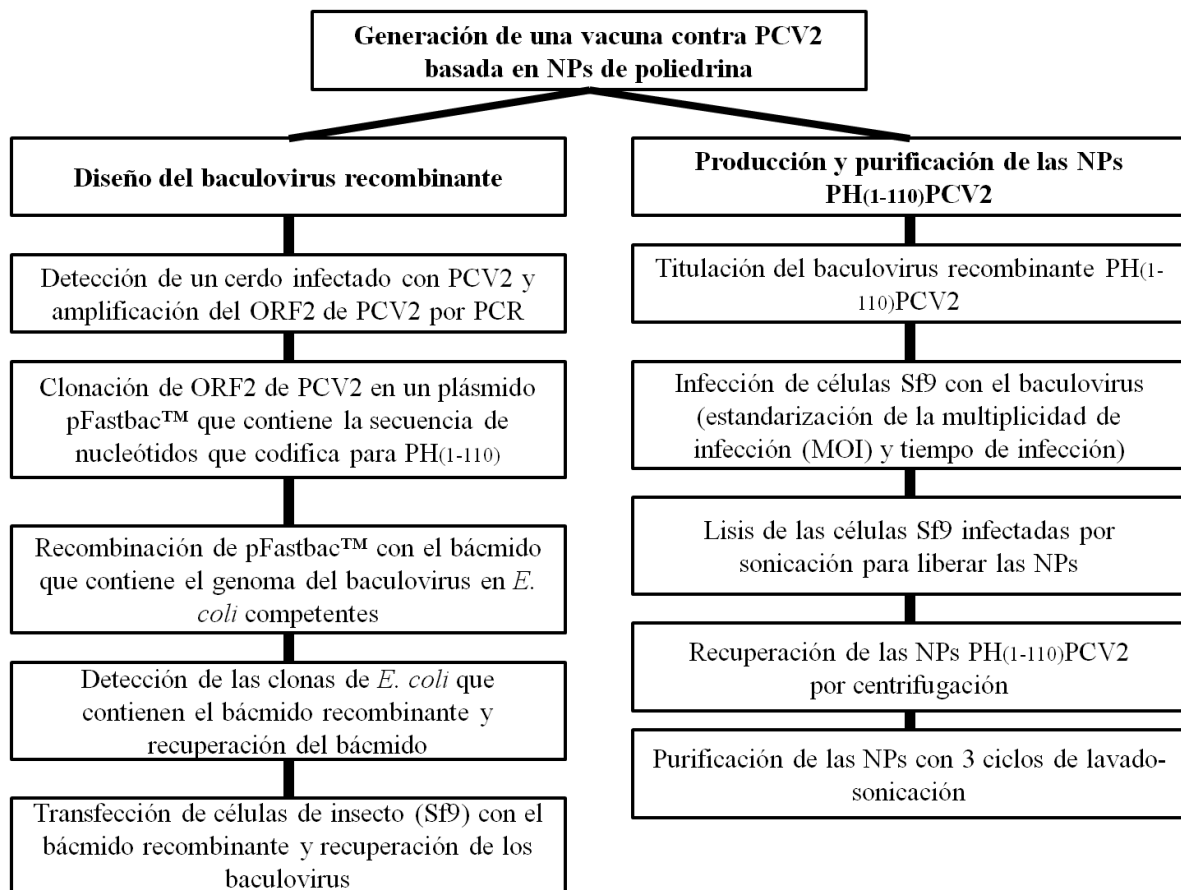 Generación de una vacuna contra PCV2
basada en NPs de poliedrina
Diseño del baculovirus recombinante
Detección de un cerdo infectado con PCV2 y
amplificación del ORF2 de PCV2 por PCR
Clonación de ORF2 de PCV2 en un plásmido
pFastbac™ que contiene la secuencia de
nucleótidos que codifica para PH(1-110)
Recombinación de pFastbac™ con el bácmido
que contiene el genoma del baculovirus en E.
coli competentes
Detección de las clonas de E. coli que
contienen el bácmido recombinante y
recuperación del bácmido
Transfección de células de insecto (Sf9) con el
bácmido recombinante y recuperación de los
baculovirus
Producción y purificación de las NPs
PH(1-110)PCV2
Titulación del baculovirus recombinante PH(1-
110)PCV2
Infección de células Sf9 con el baculovirus
(estandarización de la multiplicidad de
infección (MOI) y tiempo de infección)
Lisis de las células Sf9 infectadas por
sonicación para liberar las NPs
Recuperación de las NPs PH(1-110)PCV2
por centrifugación
Purificación de las NPs con 3 ciclos de lavado-
sonicación